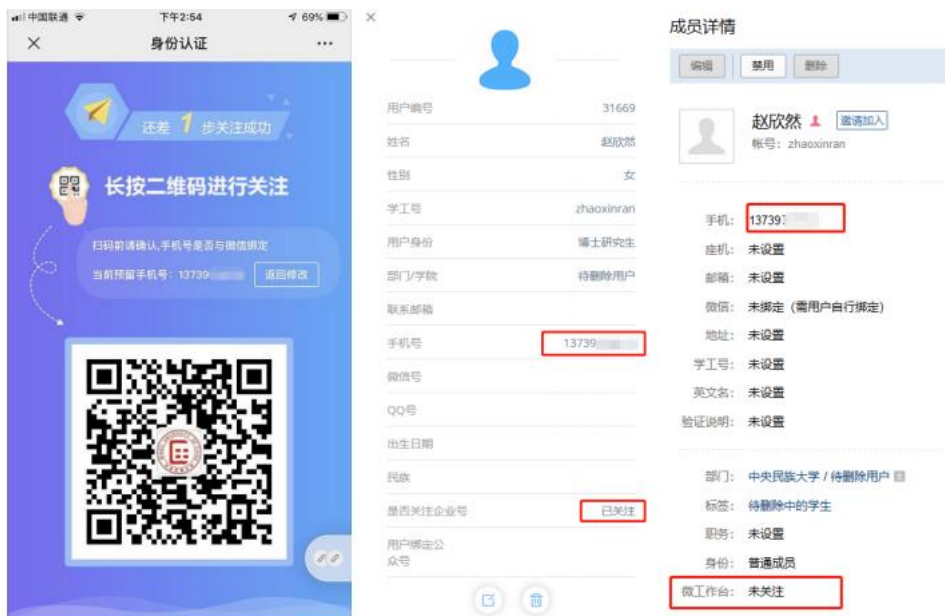 中国联通
下午2:54
69%
身份认证
还差 1 步关注成功
长按二维码进行关注
扫码前请确认,手机号是否与微信绑定
当前预留手机号：13739
返回修改
用户编号 31669
姓名 赵欣然
性别 女
学工号 zhaoxinran
用户身份 博士研究生
部门/学院 待删除用户
联系邮箱
手机号 13739
微信号
QQ号
出生日期
民族
是否关注企业号 已关注
用户绑定公
众号
成员详情
编辑 禁用 删除
赵欣然 邀请加入
帐号：zhaoxinran
手机：13739
座机：未设置
邮箱：未设置
微信：未绑定（需用户自行绑定）
地址：未设置
学工号：未设置
英文名：未设置
验证说明：未设置
部门：中央民族大学 / 待删除用户
标签：待删除中的学生
职务：未设置
身份：普通成员
微工作台：未关注